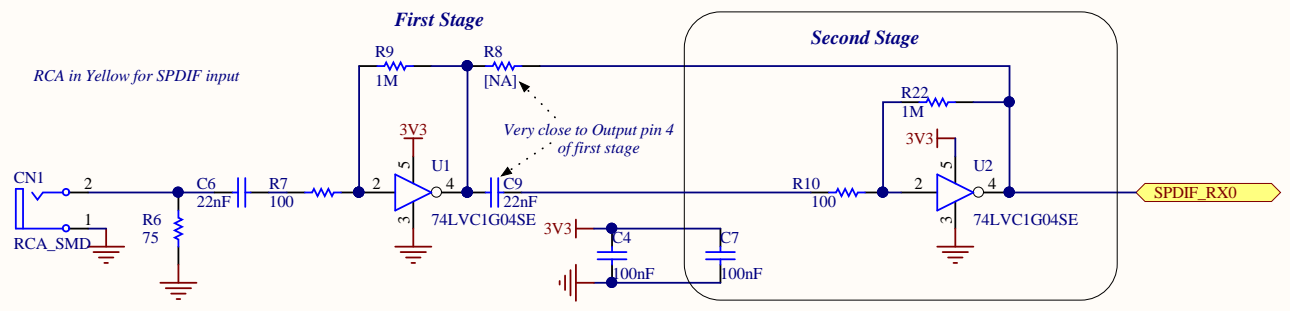 First Stage
Second Stage
RCA in Yellow for SPDIF input
R9
1M
R8
[NA]
R22
1M
Very close to Output pin 4
of first stage
3V3
5
U1
2
4
3
74LVC1G04SE
3V3
5
U2
2
4
3
74LVC1G04SE
CN1
2
1
RCA_SMD
R6
75
C6
22nF
R7
100
C9
22nF
R10
100
SPDIF_RX0
3V3
C4
100nF
C7
100nF